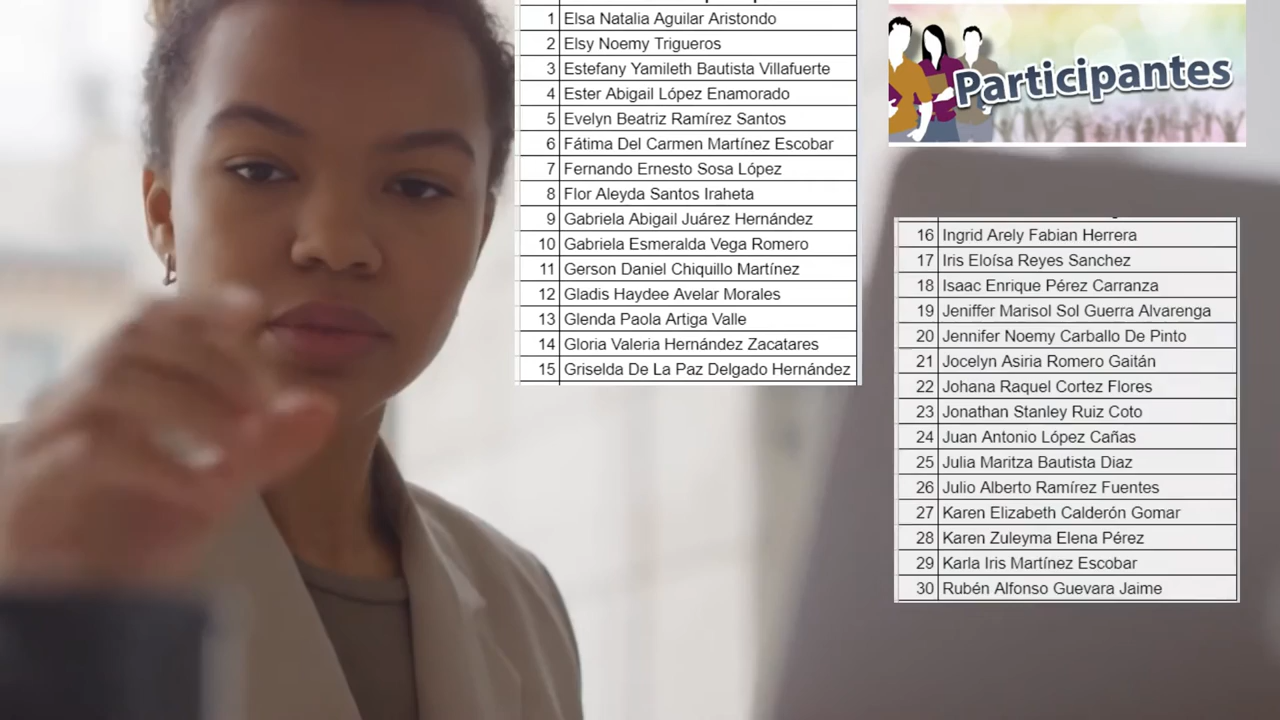 1 Elsa Natalia Aguilar Aristondo
2 Elsy Noemy Trigueros
3 Estefany Yamileth Bautista Villafuerte
4 Ester Abigail López Enamorado
5 Evelyn Beatriz Ramírez Santos
6 Fátima Del Carmen Martínez Escobar
7 Fernando Ernesto Sosa López
8 Flor Aleyda Santos Iraheta
9 Gabriela Abigail Juárez Hernández
10 Gabriela Esmeralda Vega Romero
11 Gerson Daniel Chiquillo Martínez
12 Gladis Haydee Avelar Morales
13 Glenda Paola Artiga Valle
14 Gloria Valeria Hernández Zacatares
15 Griselda De La Paz Delgado Hernández
Participantes
16 Ingrid Arely Fabian Herrera
17 Iris Eloísa Reyes Sanchez
18 Isaac Enrique Pérez Carranza
19 Jeniffer Marisol Sol Guerra Alvarenga
20 Jennifer Noemy Carballo De Pinto
21 Jocelyn Asiria Romero Gaitán
22 Johana Raquel Cortez Flores
23 Jonathan Stanley Ruiz Coto
24 Juan Antonio López Cañas
25 Julia Maritza Bautista Diaz
26 Julio Alberto Ramírez Fuentes
27 Karen Elizabeth Calderón Gomar
28 Karen Zuleyma Elena Pérez
29 Karla Iris Martínez Escobar
30 Rubén Alfonso Guevara Jaime